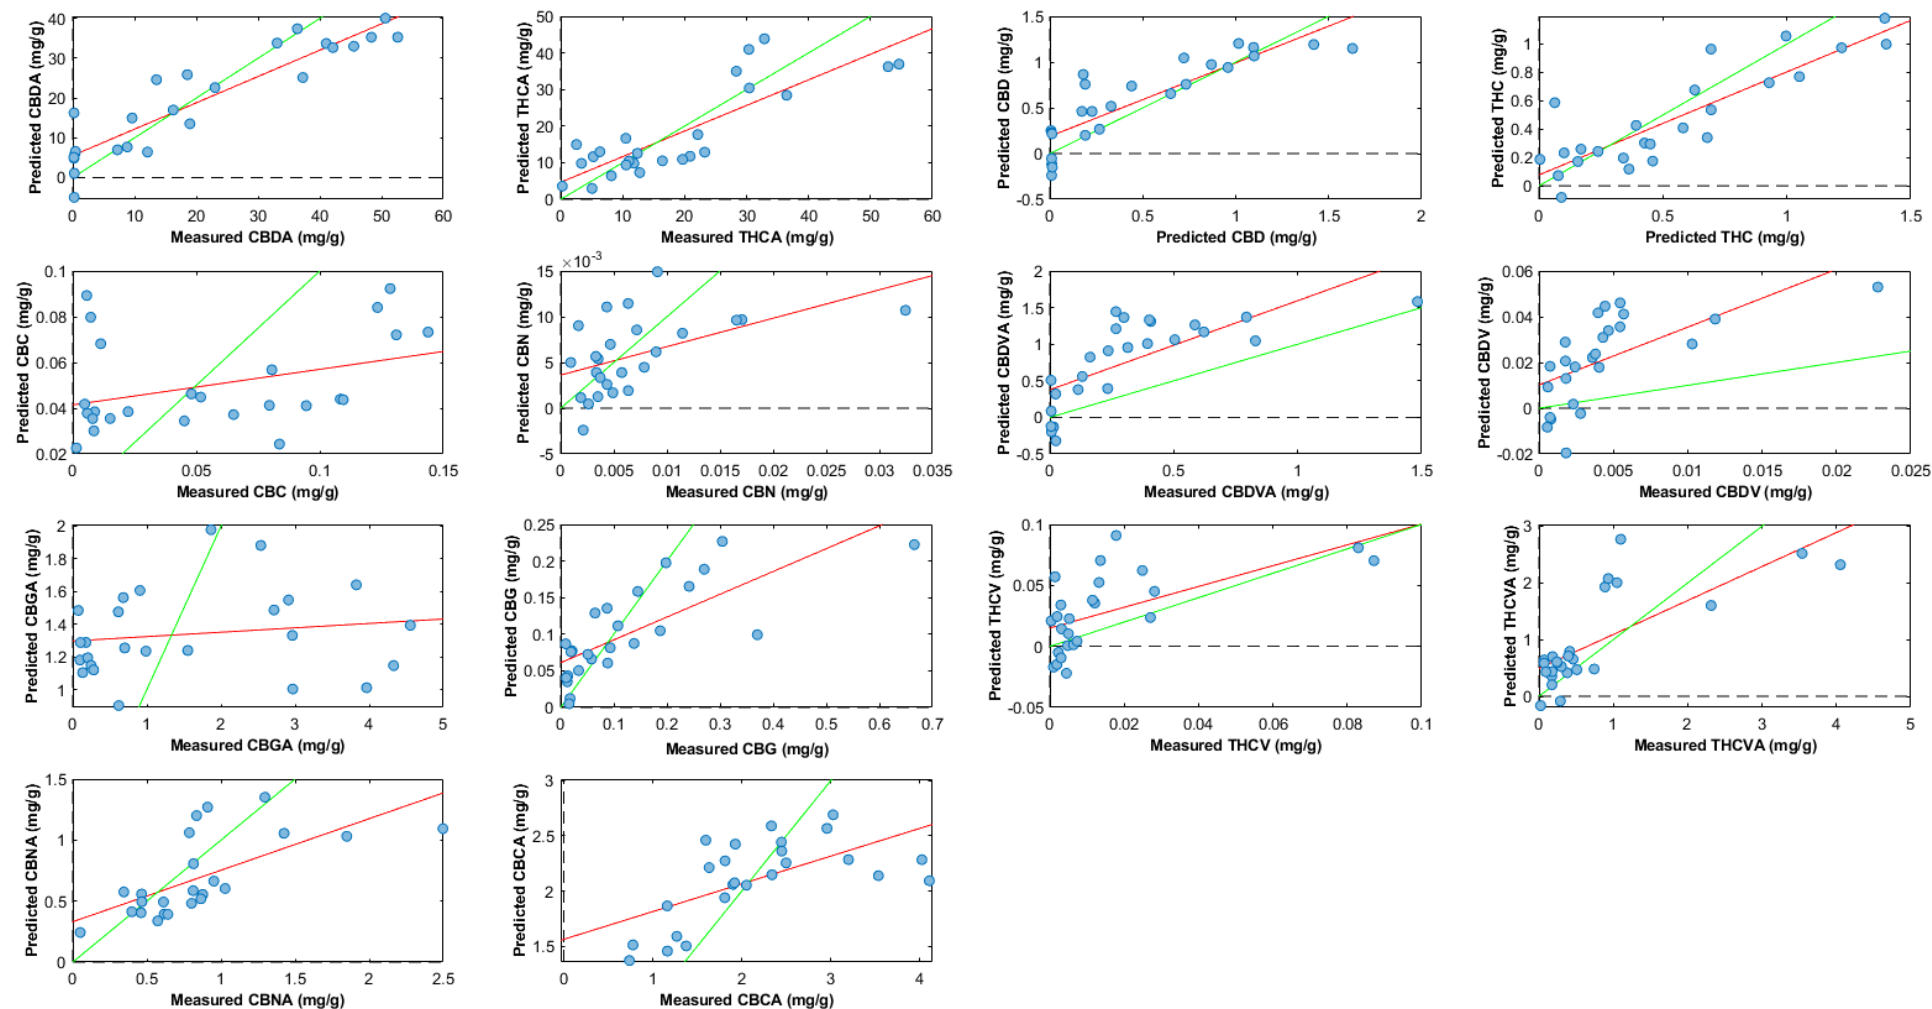 Predicted CBDA (mg/g)
40
30
20
10
0
0 10 20 30 40 50 60
Measured CBDA (mg/g)
Predicted THCA (mg/g)
50
40
30
20
10
0
0 10 20 30 40 50 60
Measured THCA (mg/g)
Predicted CBD (mg/g)
1.5
1
0.5
0
-0.5
0 0.5 1 1.5 2
Predicted CBD (mg/g)
Predicted THC (mg/g)
1
0.8
0.6
0.4
0.2
0
0 0.5 1 1.5
Predicted THC (mg/g)
Predicted CBC (mg/g)
0.1
0.08
0.06
0.04
0.02
0 0.05 0.1 0.15
Measured CBC (mg/g)
Predicted CBN (mg/g)
×10-3
15
10
5
0
-5
0 0.005 0.01 0.015 0.02 0.025 0.03 0.035
Measured CBN (mg/g)
Predicted CBDVA (mg/g)
2
1.5
1
0.5
0
-0.5
0 0.5 1 1.5
Measured CBDVA (mg/g)
Predicted CBDV (mg/g)
0.06
0.04
0.02
0
-0.02
0 0.005 0.01 0.015 0.02 0.025
Measured CBDV (mg/g)
Predicted CBGA (mg/g)
2
1.8
1.6
1.4
1.2
1
0 1 2 3 4 5
Measured CBGA (mg/g)
Predicted CBG (mg/g)
0.25
0.2
0.15
0.1
0.05
0
0 0.1 0.2 0.3 0.4 0.5 0.6 0.7
Measured CBG (mg/g)
Predicted THCV (mg/g)
0.1
0.05
0
-0.05
0 0.02 0.04 0.06 0.08 0.1
Measured THCV (mg/g)
Predicted THCVA (mg/g)
3
2
1
0
0 1 2 3 4 5
Measured THCVA (mg/g)
Predicted CBNA (mg/g)
1.5
1
0.5
0
0 0.5 1 1.5 2 2.5
Measured CBNA (mg/g)
Predicted CBCA (mg/g)
3
2.5
2
1.5
0 1 2 3 4
Measured CBCA (mg/g)